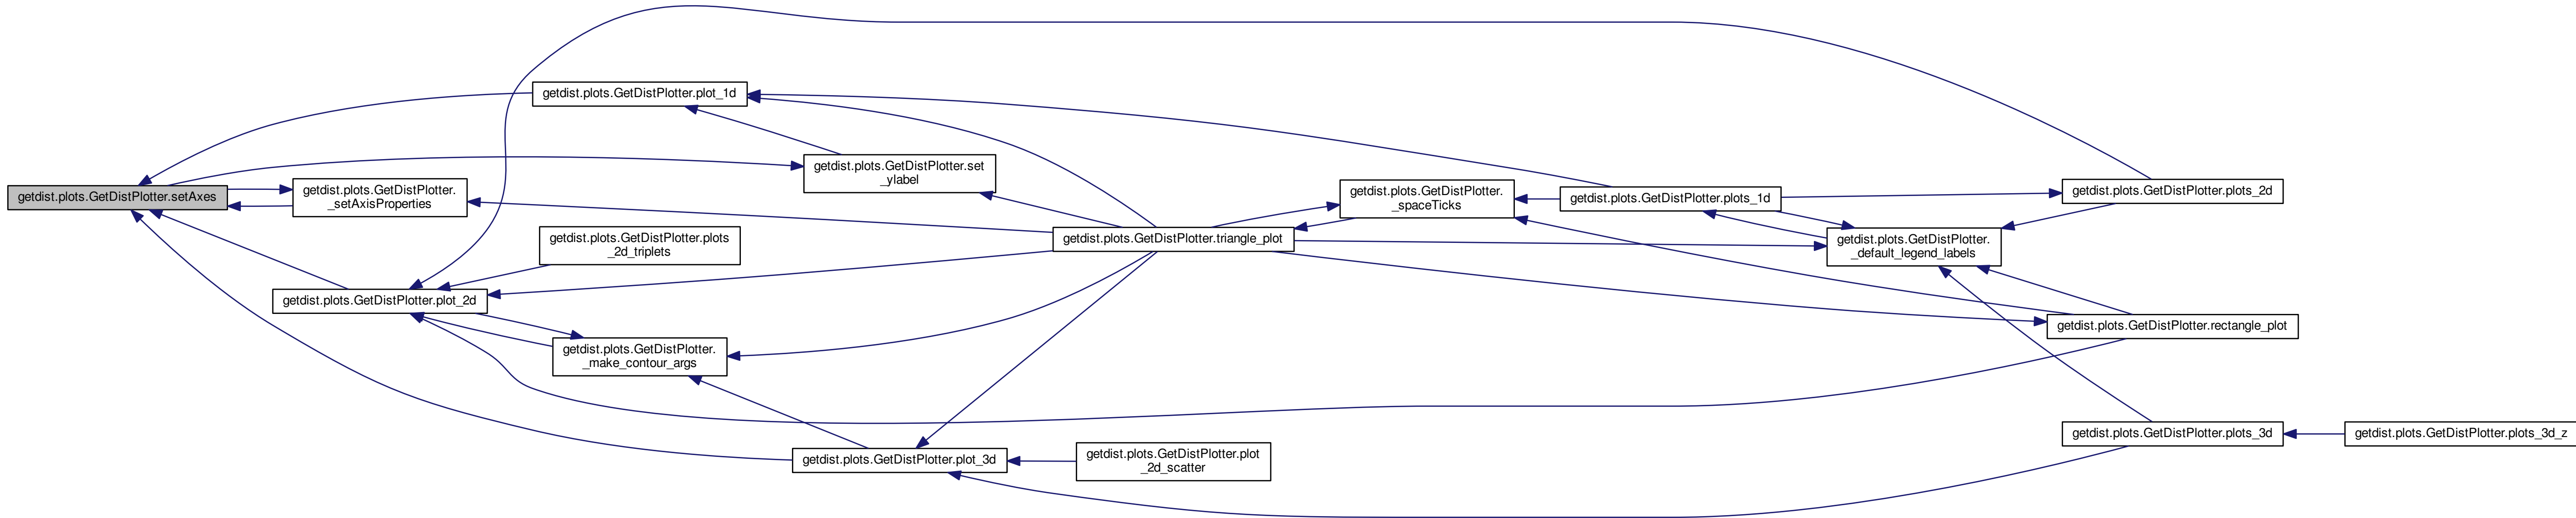 getdist.plots.GetDistPlotter.setAxes
getdist.plots.GetDistPlotter.
_setAxisProperties
getdist.plots.GetDistPlotter.plot_1d
getdist.plots.GetDistPlotter.set
_ylabel
getdist.plots.GetDistPlotter.plots
_2d_triplets
getdist.plots.GetDistPlotter.plot_2d
getdist.plots.GetDistPlotter.
_make_contour_args
getdist.plots.GetDistPlotter.plot_3d
getdist.plots.GetDistPlotter.triangle_plot
getdist.plots.GetDistPlotter.plot
_2d_scatter
getdist.plots.GetDistPlotter.
_spaceTicks
getdist.plots.GetDistPlotter.plots_1d
getdist.plots.GetDistPlotter.
_default_legend_labels
getdist.plots.GetDistPlotter.plots_2d
getdist.plots.GetDistPlotter.rectangle_plot
getdist.plots.GetDistPlotter.plots_3d
getdist.plots.GetDistPlotter.plots_3d_z